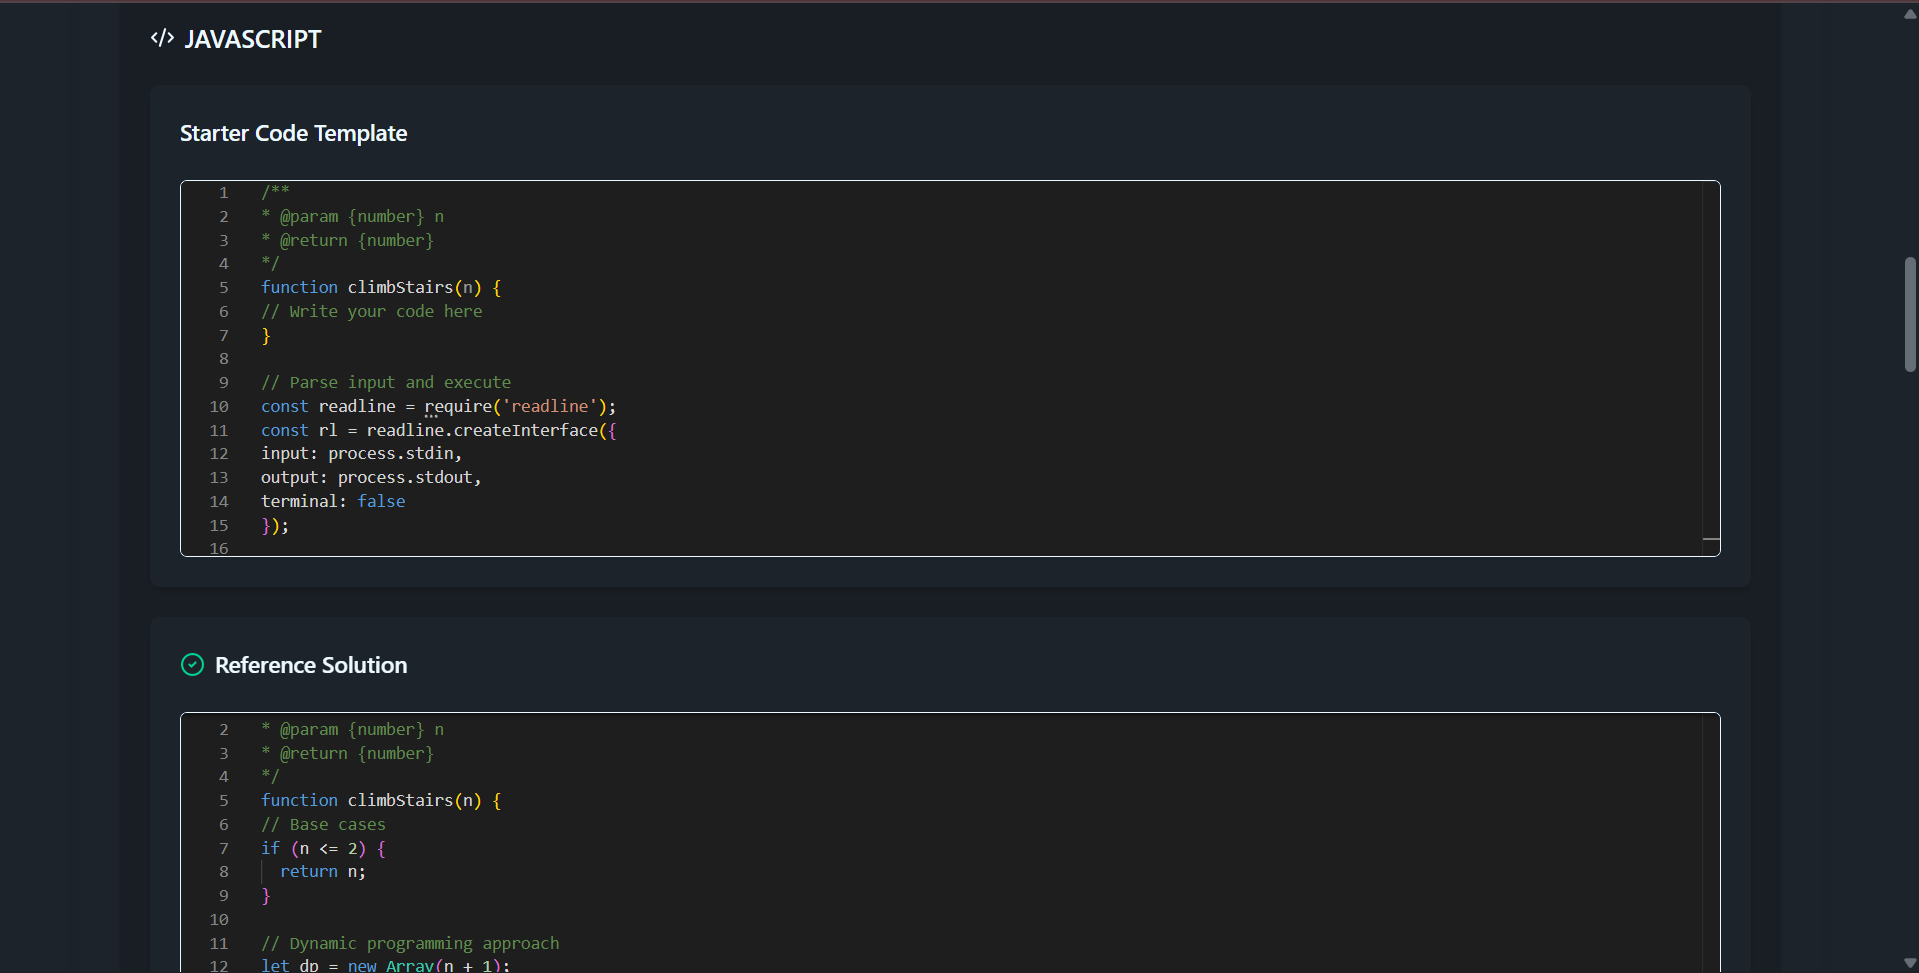 </> JAVASCRIPT
Starter Code Template
1 /**
2 * @param {number} n
3 * @return {number}
4 */
5 function climbStairs(n) {
6 // Write your code here
7 }
8
9 // Parse input and execute
10 const readline = require('readline');
11 const rl = readline.createInterface({
12 input: process.stdin,
13 output: process.stdout,
14 terminal: false
15 });
16
Reference Solution
2 * @param {number} n
3 * @return {number}
4 */
5 function climbStairs(n) {
6 // Base cases
7 if (n <= 2) {
8 return n;
9 }
10
11 // Dynamic programming approach
12 let dp = new Array(n + 1);